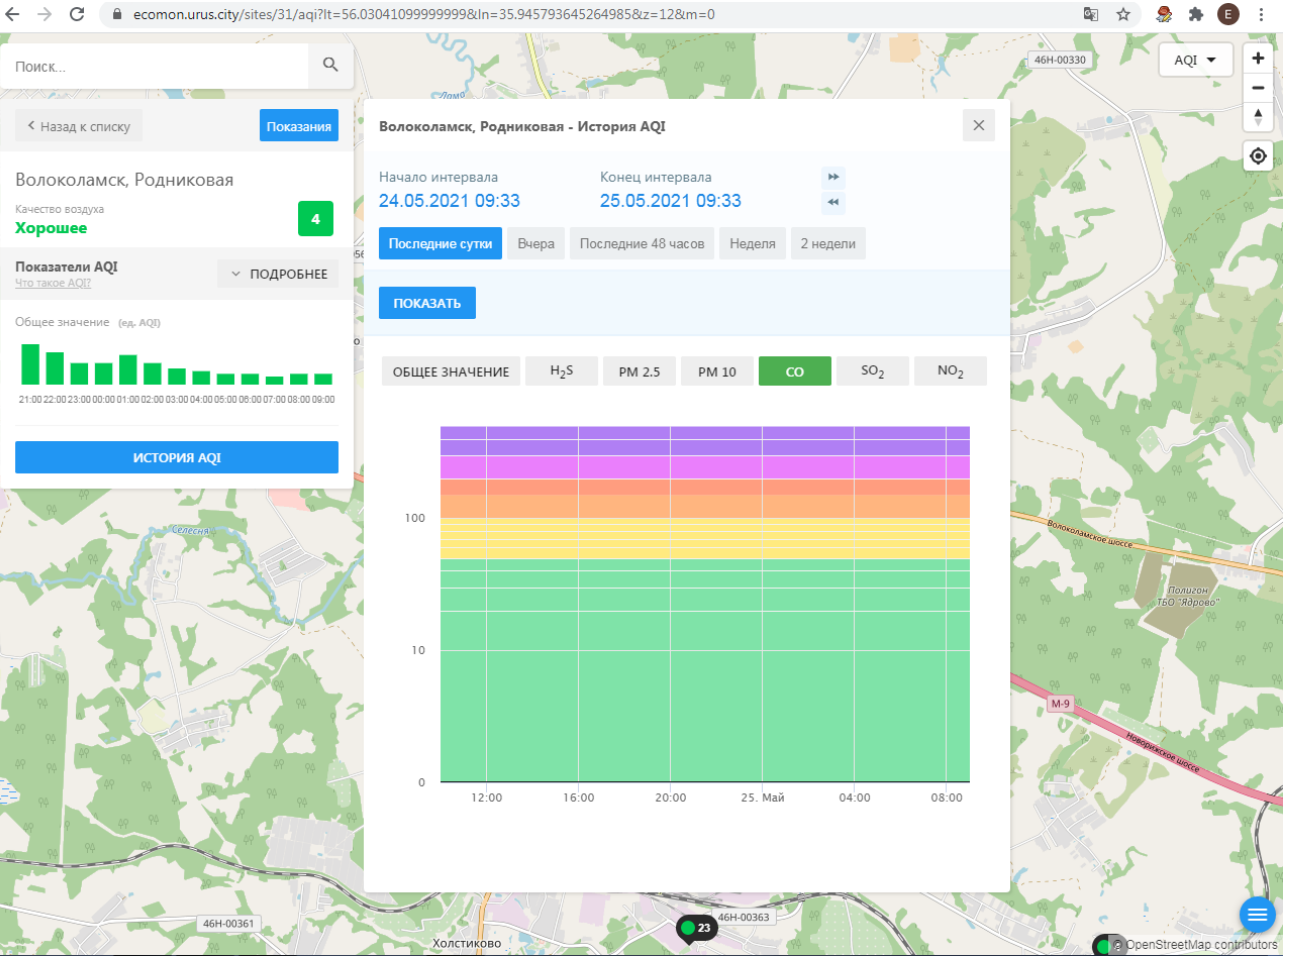 ecomon.urus.city/sites/31/aqi?lt=56.03041099999999&ln=35.945793645264985&z=12&m=0
E
Поиск...
46Н-00330
AQI
Лама
Назад к списку
Показания
Волоколамск, Родниковая - История AQI
Волоколамск, Родниковая
Качество воздуха
Хорошее
4
Начало интервала
Конец интервала
24.05.2021 09:33
25.05.2021 09:33
Последние сутки
Вчера
Последние 48 часов
Неделя
2 недели
Показатели AQI
Что такое AQI?
ПОДРОБНЕЕ
ПОКАЗАТЬ
Общее значение (ед. AQI)
21:00 22:00 23:00 00:00 01:00 02:00 03:00 04:00 05:00 06:00 07:00 08:00 09:00
ИСТОРИЯ AQI
ОБЩЕЕ ЗНАЧЕНИЕ
H2S
PM 2.5
PM 10
CO
SO2
NO2
100
10
0
12:00
16:00
20:00
25. Май
04:00
08:00
Селесня
Волоколамское шоссе
Полигон
ТБО "Ядрово"
М-9
Новорижское шоссе
46Н-00361
Холстиково
23
46Н-00363
© OpenStreetMap contributors